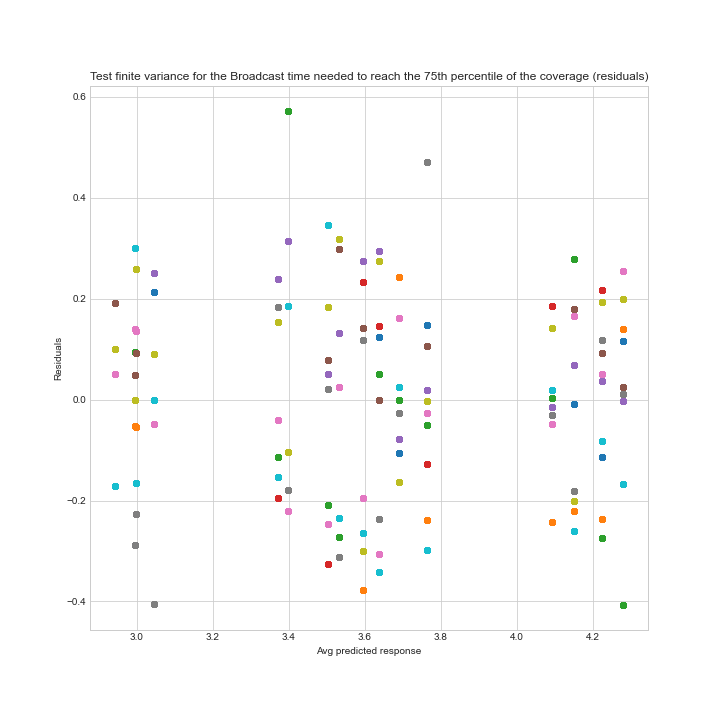 Test finite variance for the Broadcast time needed to reach the 75th percentile of the coverage (residuals)
0.6
0.4
0.2
0.0
−0.2
−0.4
Residuals
3.0 3.2 3.4 3.6 3.8 4.0 4.2
Avg predicted response